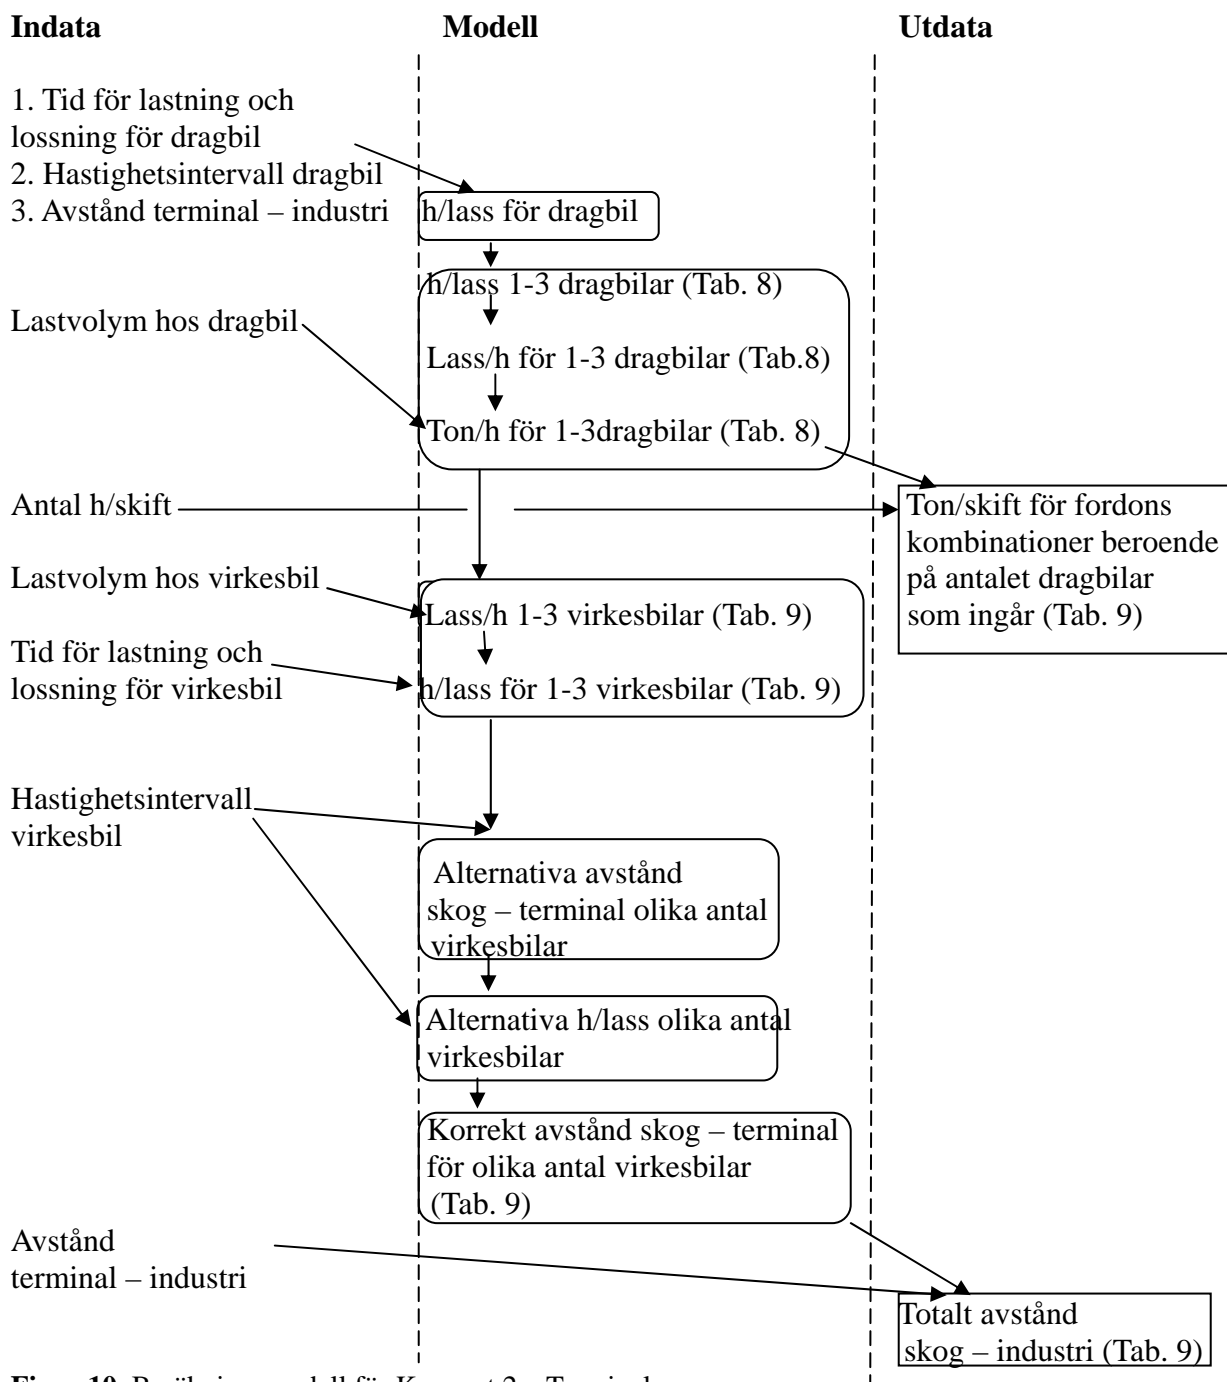 Indata
Modell
Utdata
1. Tid för lastning och
lossning för dragbil
2. Hastighetsintervall dragbil
3. Avstånd terminal – industri
h/lass för dragbil
h/lass 1-3 dragbilar (Tab. 8)
Lastvolym hos dragbil
Lass/h för 1-3 dragbilar (Tab.8)
Ton/h för 1-3dragbilar (Tab. 8)
Antal h/skift
Ton/skift för fordons
kombinationer beroende
på antalet dragbilar
som ingår (Tab. 9)
Lastvolym hos virkesbil
Lass/h 1-3 virkesbilar (Tab. 9)
Tid för lastning och
lossning för virkesbil
h/lass för 1-3 virkesbilar (Tab. 9)
Hastighetsintervall
virkesbil
Alternativa avstånd
skog – terminal olika antal
virkesbilar
Alternativa h/lass olika antal
virkesbilar
Korrekt avstånd skog – terminal
för olika antal virkesbilar
(Tab. 9)
Avstånd
terminal – industri
Totalt avstånd
skog – industri (Tab. 9)